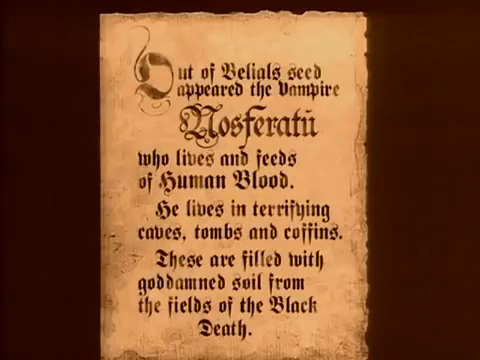 Out of Belials seed
appeared the Vampire
Nosferatu
who lives and feeds
of Human Blood.
He lives in terrifying
caves, tombs and coffins.
These are filled with
goddamned soil from
the fields of the Black
Death.